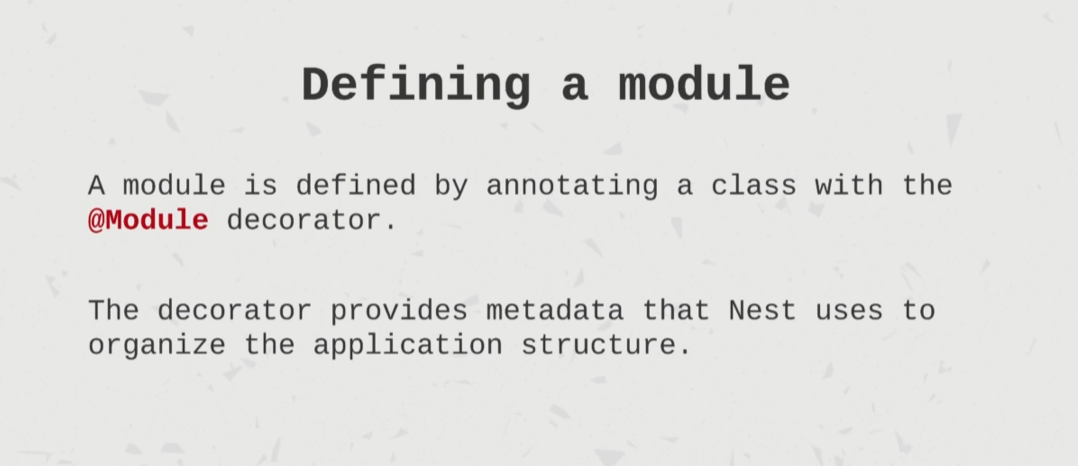 Defining a module
A module is defined by annotating a class with the
@Module decorator.
The decorator provides metadata that Nest uses to
organize the application structure.